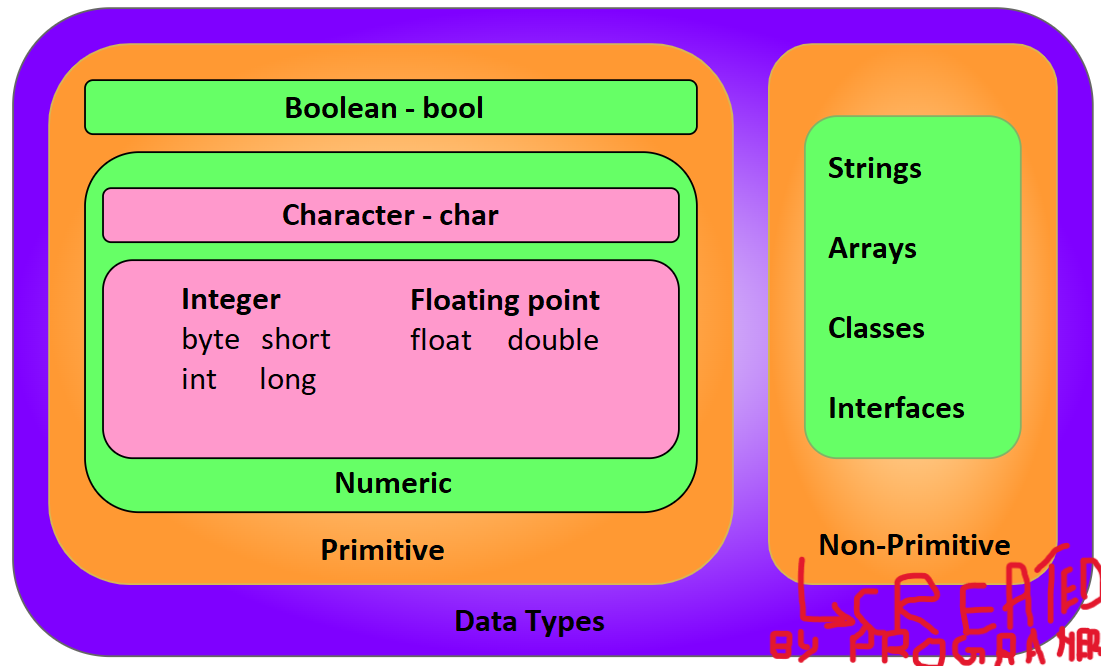 Boolean - bool
Character - char
Integer
byte short
int long
Floating point
float double
Numeric
Primitive
Strings
Arrays
Classes
Interfaces
Non-Primitive
Data Types
CREATED
BY PROGRAMER